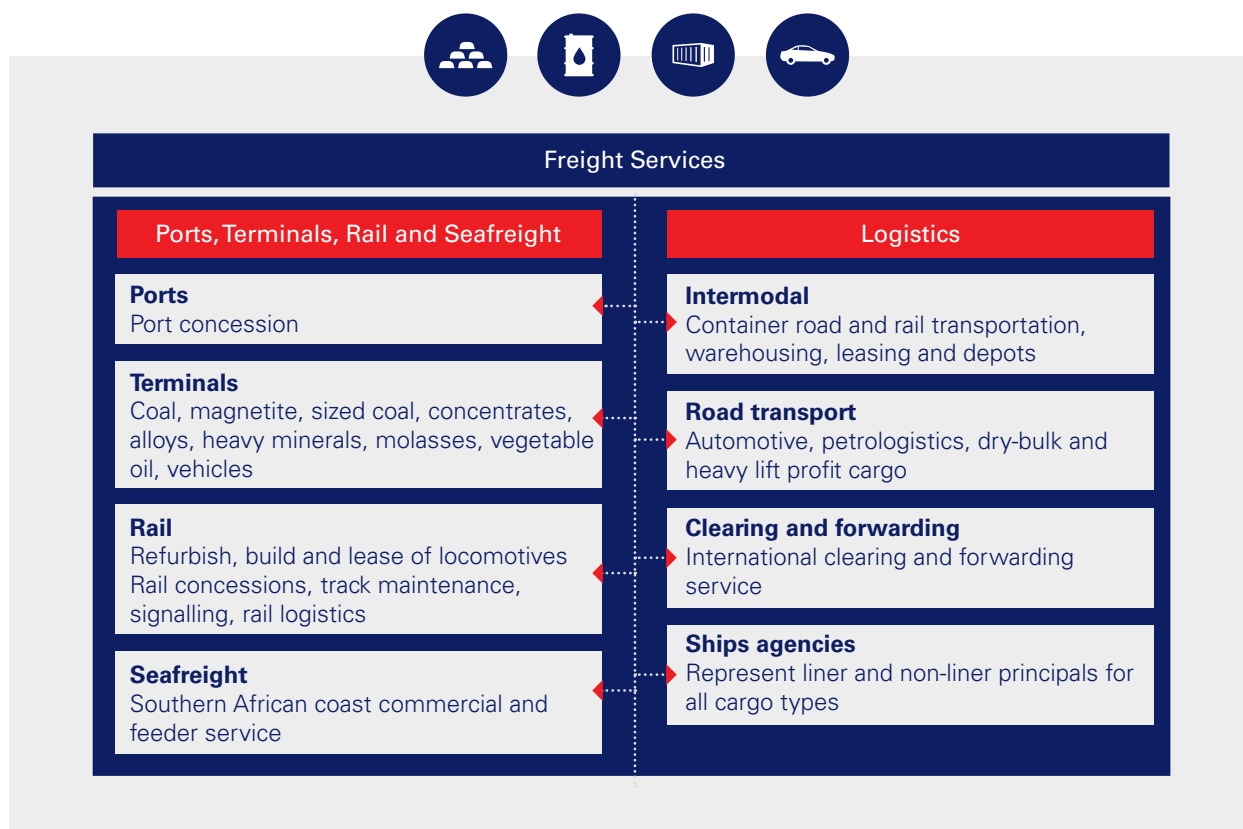 Freight Services
Ports, Terminals, Rail and Seafreight
Ports
Port concession
Terminals
Coal, magnetite, sized coal, concentrates,
alloys, heavy minerals, molasses, vegetable
oil, vehicles
Rail
Refurbish, build and lease of locomotives
Rail concessions, track maintenance,
signalling, rail logistics
Seafreight
Southern African coast commercial and
feeder service
Logistics
Intermodal
Container road and rail transportation,
warehousing, leasing and depots
Road transport
Automotive, petrologistics, dry-bulk and
heavy lift profit cargo
Clearing and forwarding
International clearing and forwarding
service
Ships agencies
Represent liner and non-liner principals for
all cargo types